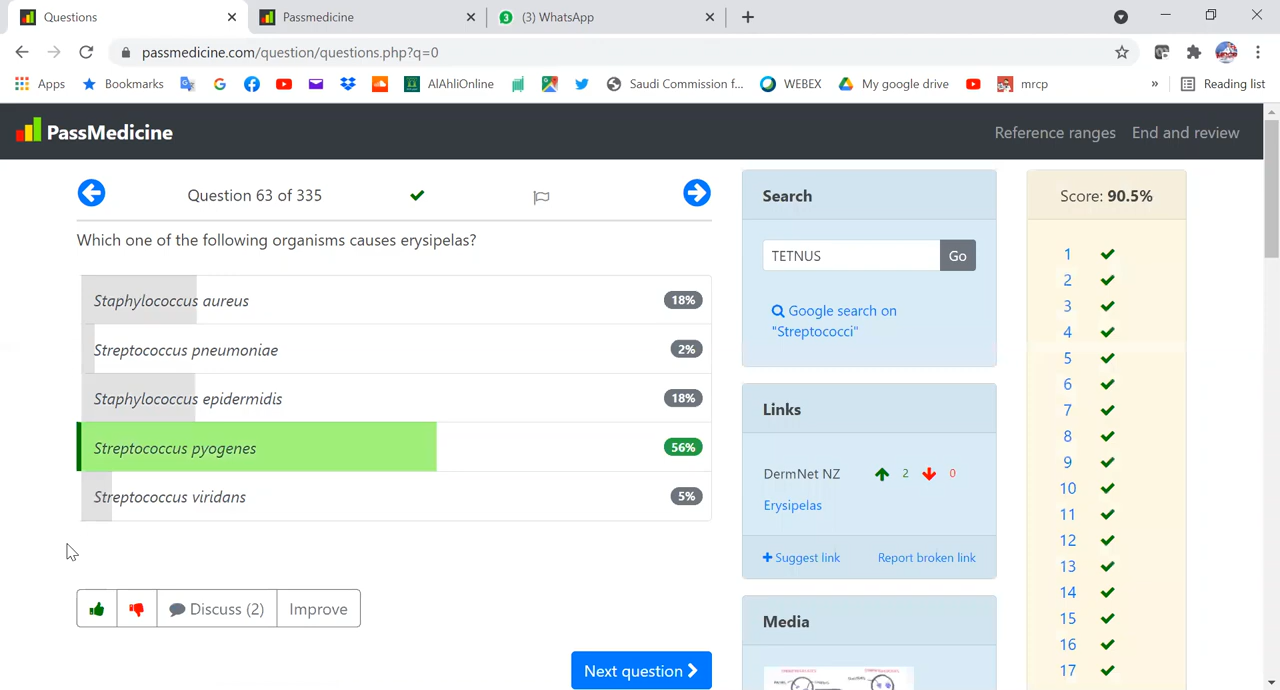 Questions
Passmedicine
(3) WhatsApp
passmedicine.com/question/questions.php?q=0
Apps
Bookmarks
AlAhliOnline
Saudi Commission f...
WEBEX
My google drive
mrcp
»
Reading list
PassMedicine
Reference ranges
End and review
Question 63 of 335
Which one of the following organisms causes erysipelas?
Staphylococcus aureus
18%
Streptococcus pneumoniae
2%
Staphylococcus epidermidis
18%
Streptococcus pyogenes
56%
Streptococcus viridans
5%
Discuss (2)
Improve
Next question
Search
TETNUS
Go
Google search on
"Streptococci"
Links
DermNet NZ
2
0
Erysipelas
Suggest link
Report broken link
Media
Score: 90.5%
1
2
3
4
5
6
7
8
9
10
11
12
13
14
15
16
17